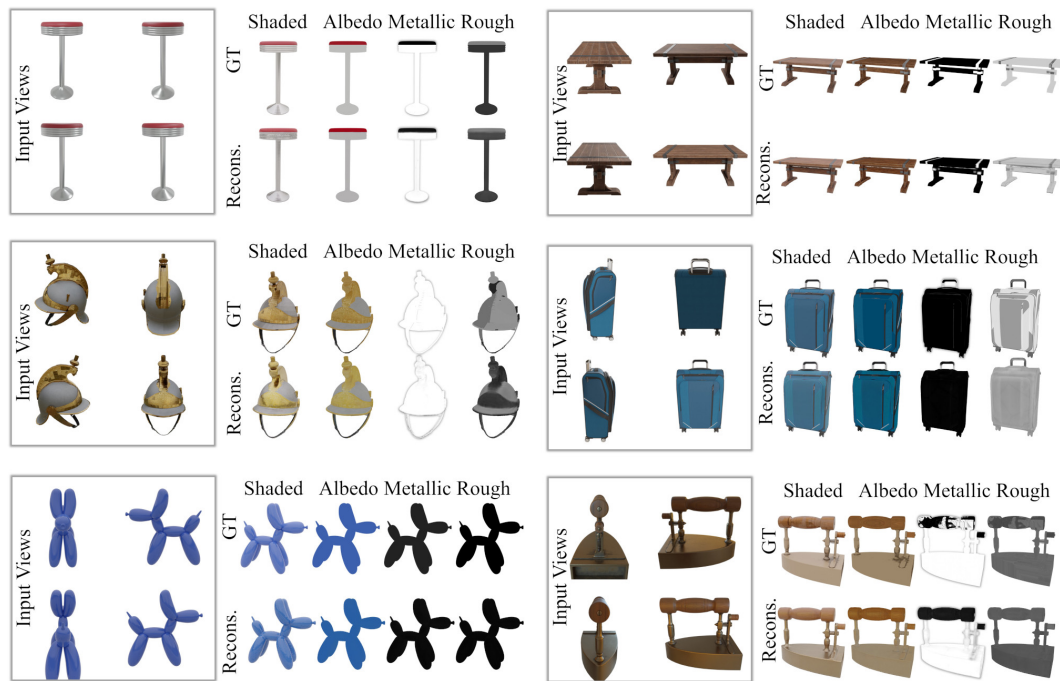 Input Views
Shaded Albedo Metallic Rough
GT
Recons.
Input Views
Shaded Albedo Metallic Rough
GT
Recons.
Input Views
Shaded Albedo Metallic Rough
GT
Recons.
Input Views
Shaded Albedo Metallic Rough
GT
Recons.
Input Views
Shaded Albedo Metallic Rough
GT
Recons.
Input Views
Shaded Albedo Metallic Rough
GT
Recons.